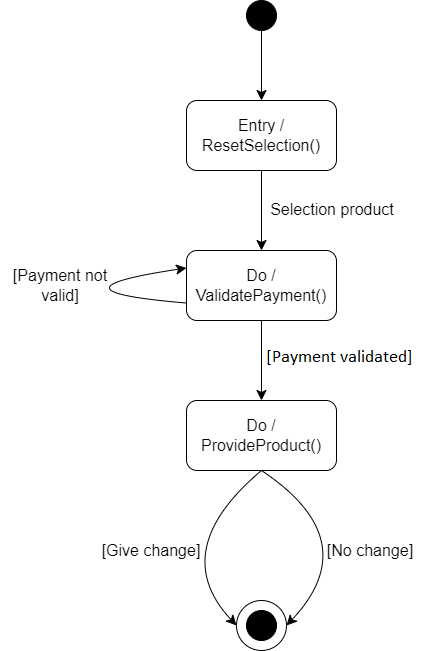 Entry /
ResetSelection()
Selection product
[Payment not
valid]
Do /
ValidatePayment()
[Payment validated]
Do /
ProvideProduct()
[Give change]
[No change]